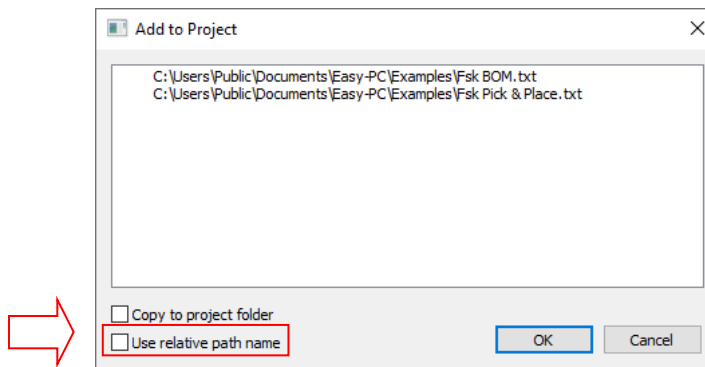 Add to Project
C:\Users\Public\Documents\Easy-PC\Examples\Fsk BOM.txt
C:\Users\Public\Documents\Easy-PC\Examples\Fsk Pick & Place.txt
Copy to project folder
Use relative path name
OK
Cancel